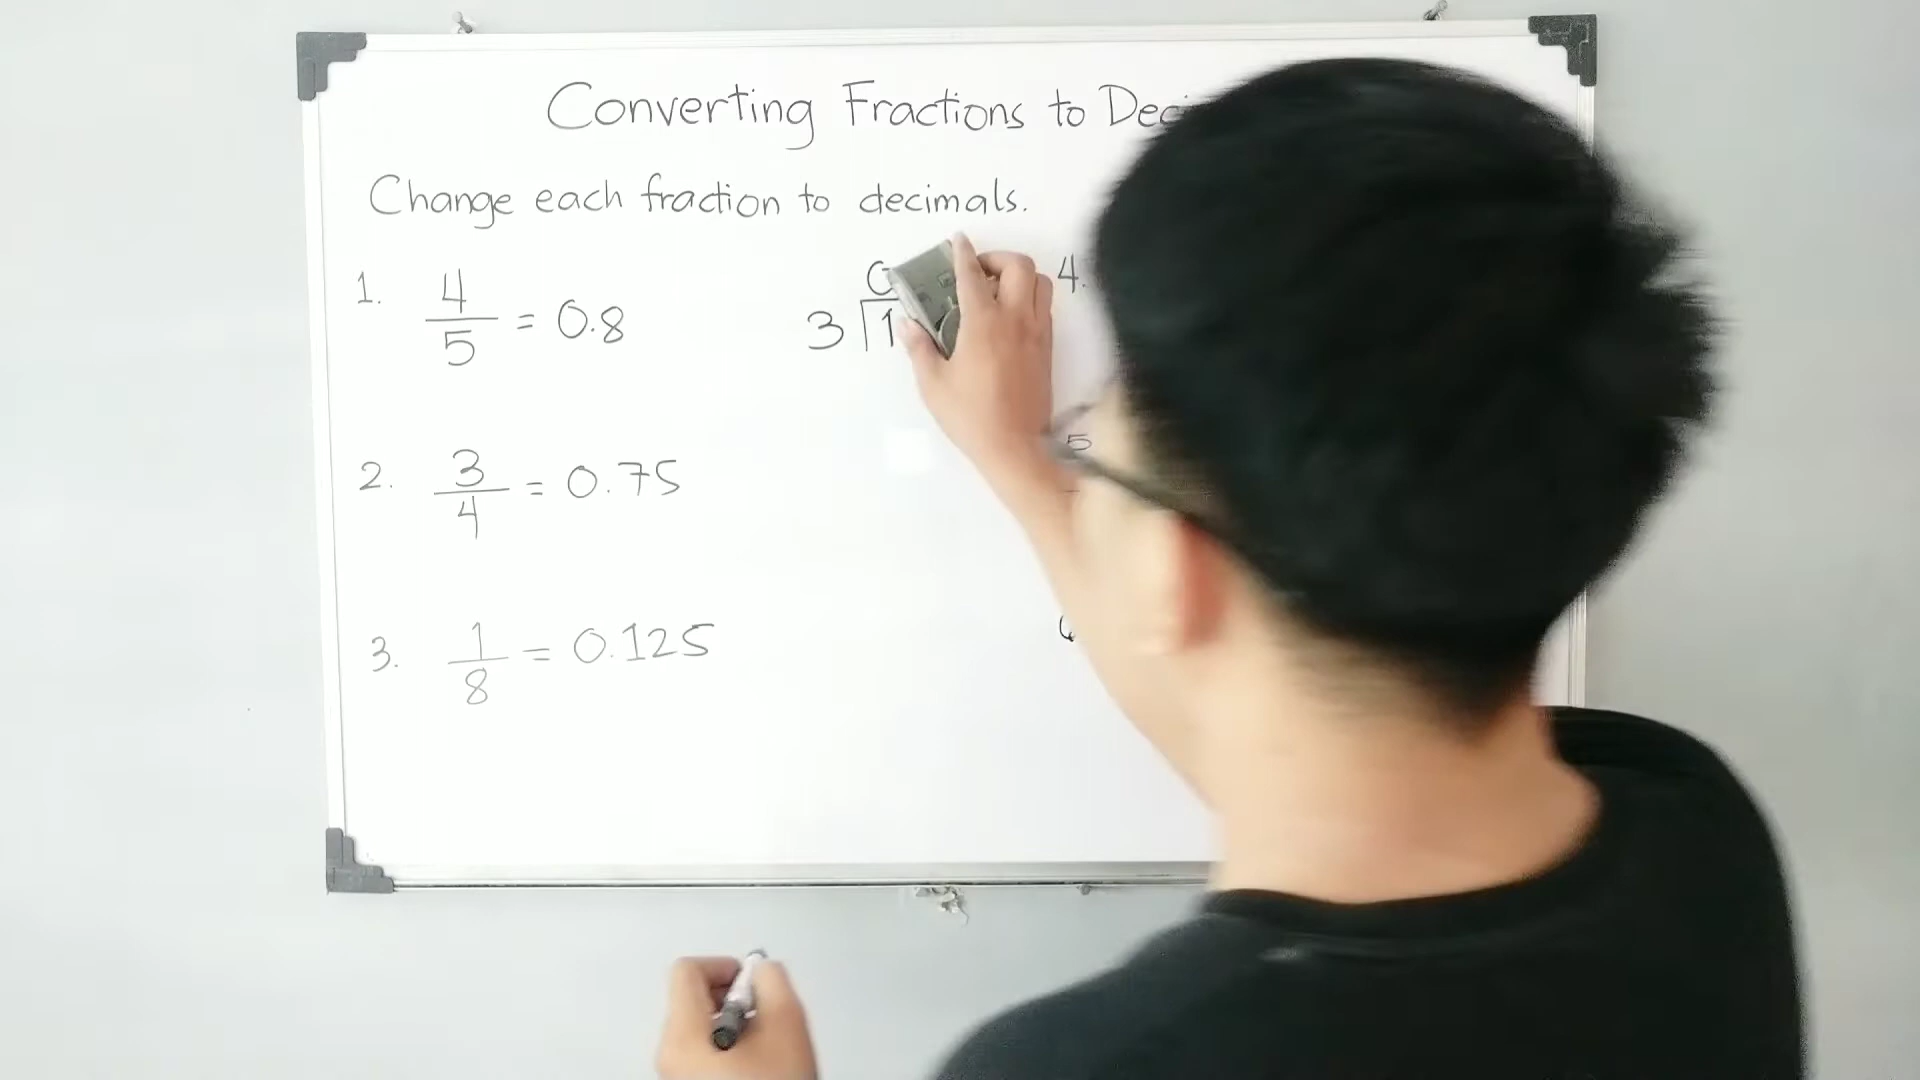 Converting Fractions to Dec
Change each fraction to decimals.
1. 4/5 = 0.8
3 1
4.
2. 3/4 = 0.75
5
3. 1/8 = 0.125